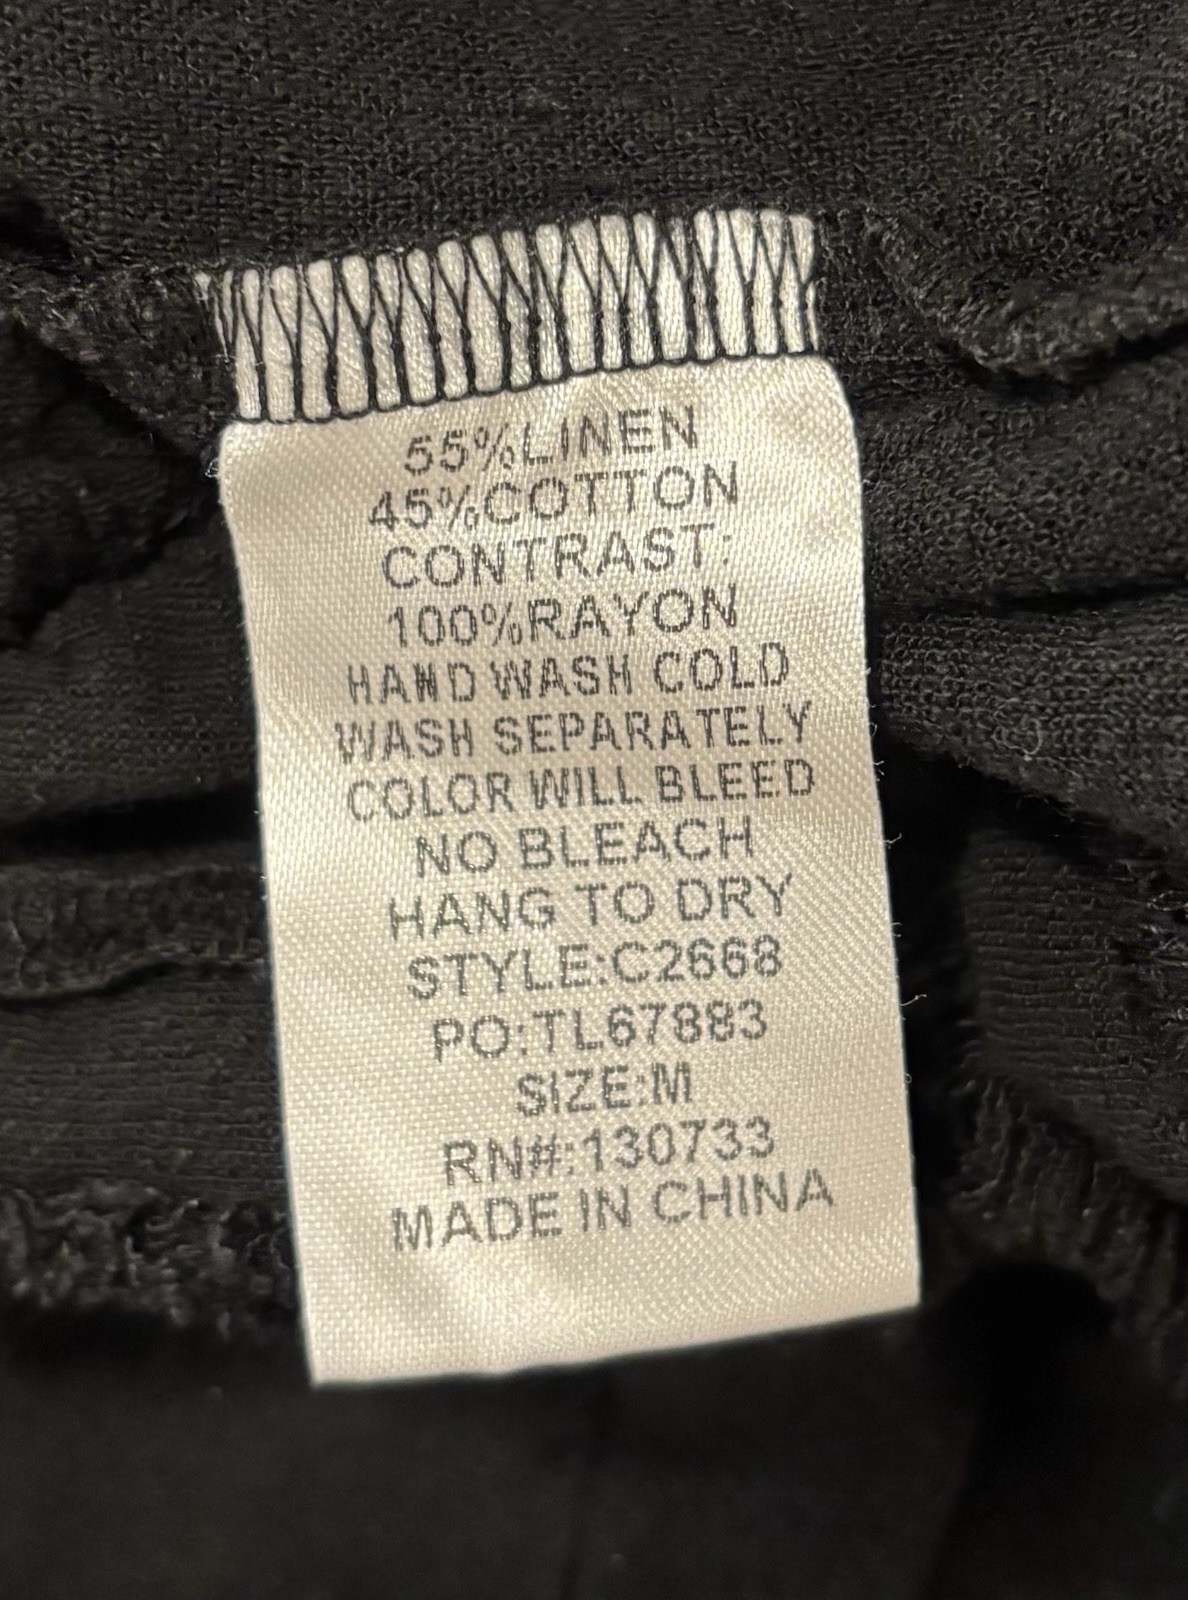 55%LINEN
45%COTTON
CONTRAST:
100%RAYON
HAND WASH COLD
WASH SEPARATELY
COLOR WILL BLEED
NO BLEACH
HANG TO DRY
STYLE:C2668
PO:TL67883
SIZE:M
RN#:130733
MADE IN CHINA